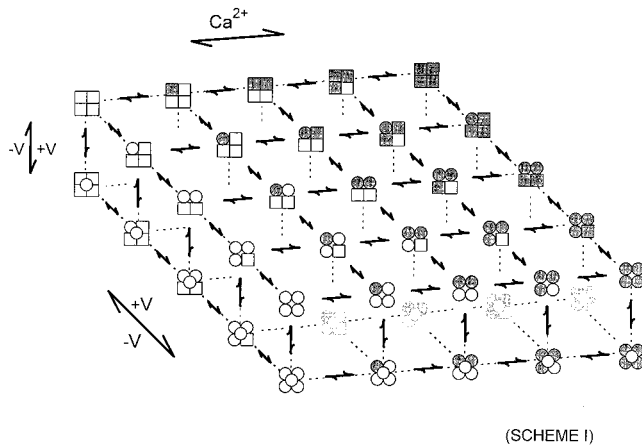 Ca²⁺
-V +V
+V
-V
(SCHEME I)